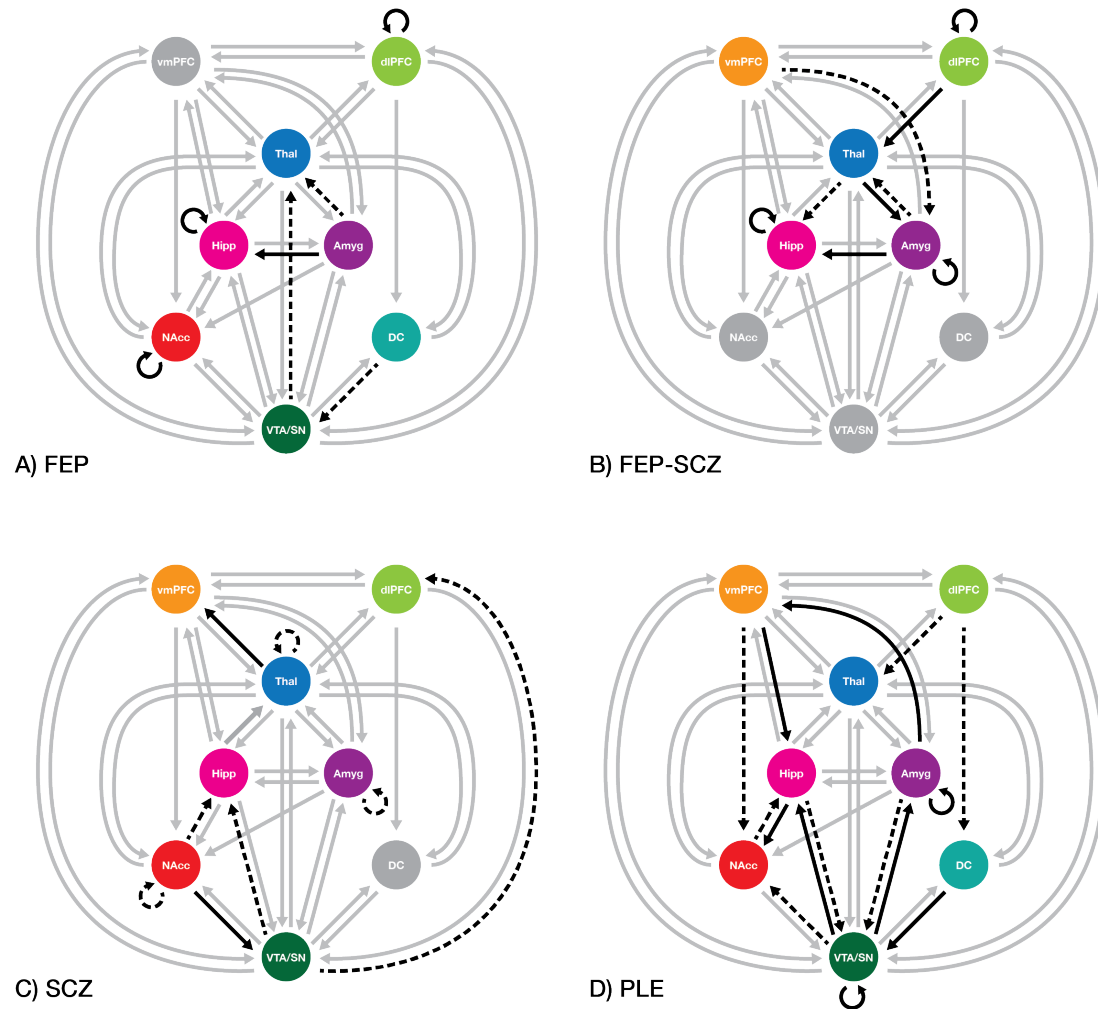 vmPFC
dlPFC
Thal
Hipp
Amyg
NAcc
DC
VTA/SN
A) FEP
vmPFC
dlPFC
Thal
Hipp
Amyg
NAcc
DC
VTA/SN
B) FEP-SCZ
vmPFC
dlPFC
Thal
Hipp
Amyg
NAcc
DC
VTA/SN
C) SCZ
vmPFC
dlPFC
Thal
Hipp
Amyg
NAcc
DC
VTA/SN
D) PLE